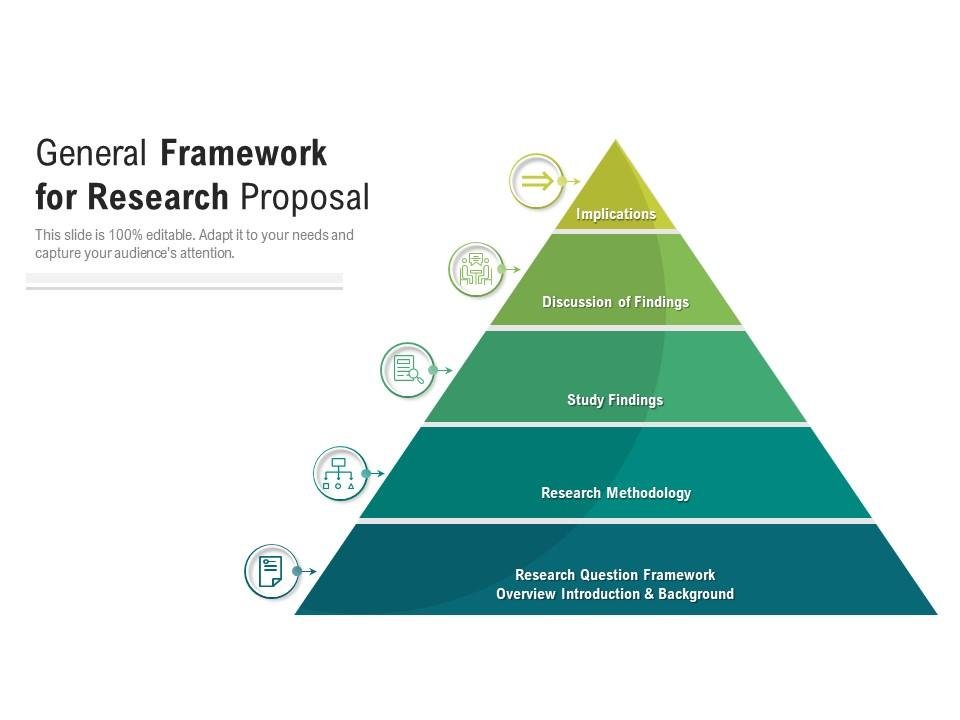 General Framework
for Research Proposal
This slide is 100% editable. Adapt it to your needs and
capture your audience's attention.
Implications
Discussion of Findings
Study Findings
Research Methodology
Research Question Framework
Overview Introduction & Background